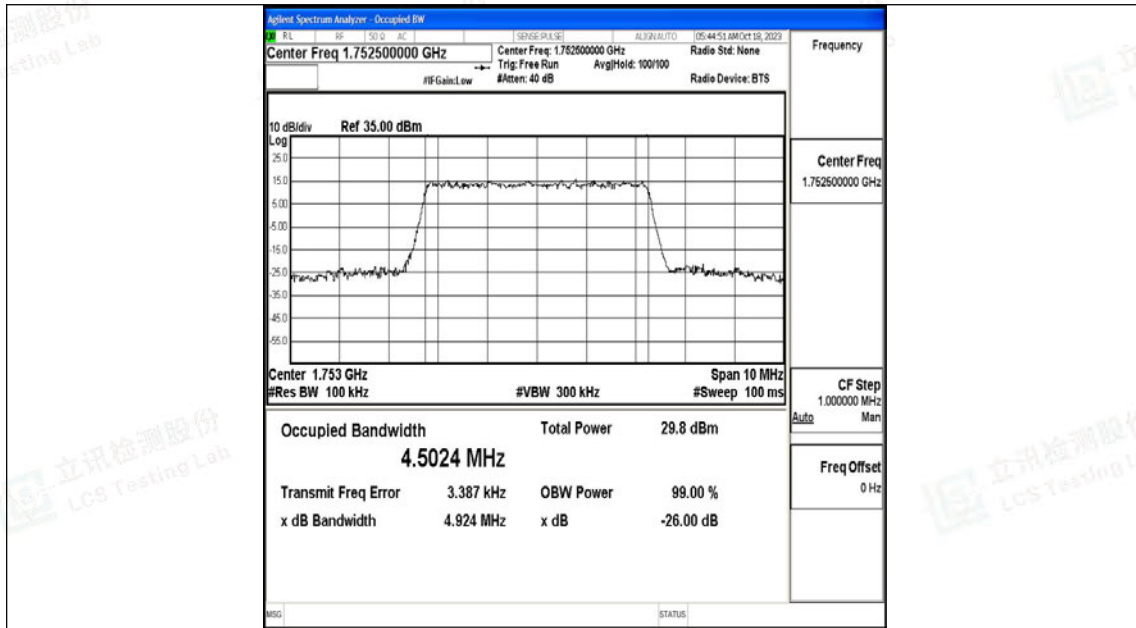 Agilent Spectrum Analyzer - Occupied BW
RL RF 50 Ω AC SENSE:PULSE ALIGNAUTO 05:44:51 AM Oct 18, 2023
Center Freq 1.752500000 GHz
Center Freq: 1.752500000 GHz
Radio Std: None
Trig: Free Run Avg|Hold: 100/100
#IFGain:Low
#Atten: 40 dB
Radio Device: BTS
10 dB/div Ref 35.00 dBm
Log
25.0
15.0
5.00
-5.00
-15.0
-25.0
-35.0
-45.0
-55.0
Center 1.753 GHz Span 10 MHz
#Res BW 100 kHz #VBW 300 kHz #Sweep 100 ms
Occupied Bandwidth Total Power 29.8 dBm
4.5024 MHz
Transmit Freq Error 3.387 kHz OBW Power 99.00 %
x dB Bandwidth 4.924 MHz x dB -26.00 dB
MSG STATUS
Frequency
Center Freq
1.752500000 GHz
CF Step
1.000000 MHz
Auto Man
Freq Offset
0 Hz
立讯检测股份
LCS Testing Lab
立讯检测股份
LCS Testing L